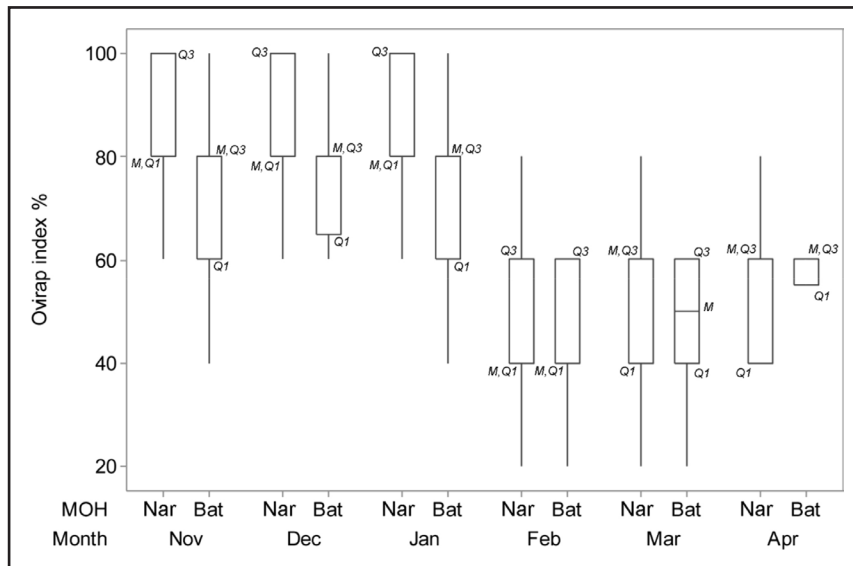 Ovirap index %
100
Q3
Q3
Q3
M,Q1
M,Q3
M,Q1
M,Q3
M,Q1
M,Q3
80
Q1
Q1
Q1
Q3
Q3
M,Q3
Q3
M,Q3
M,Q3
60
M
Q1
M,Q1
M,Q1
Q1
Q1
Q1
40
20
MOH Nar Bat Nar Bat Nar Bat Nar Bat Nar Bat Nar Bat
Month Nov Dec Jan Feb Mar Apr